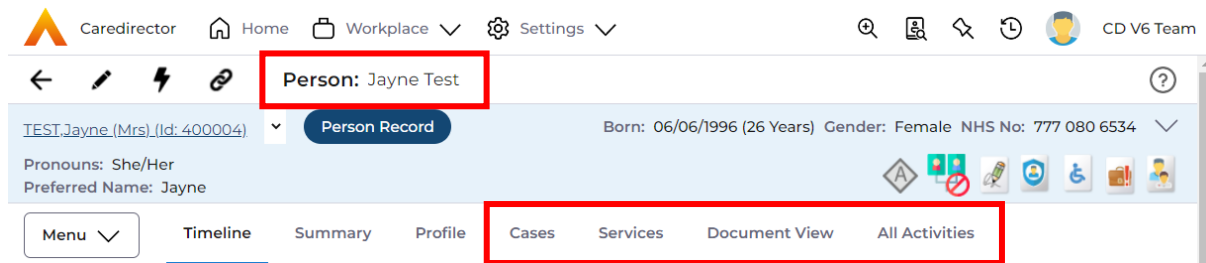 Caredirector Home Workplace Settings CD V6 Team
Person: Jayne Test ?
TEST,Jayne (Mrs) (Id: 400004) Person Record Born: 06/06/1996 (26 Years) Gender: Female NHS No: 777 080 6534
Pronouns: She/Her
Preferred Name: Jayne
A
Menu Timeline Summary Profile Cases Services Document View All Activities